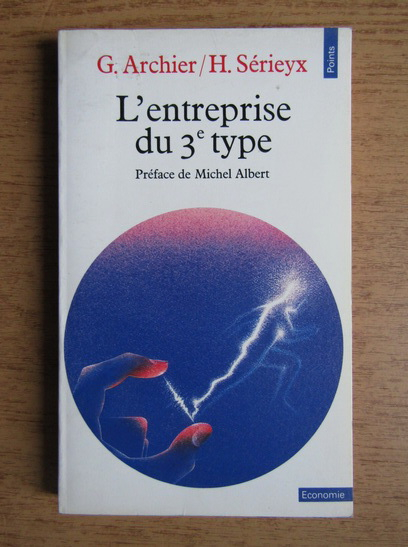 G. Archier/H. Sérieyx
Points
L'entreprise
du 3e type
Préface de Michel Albert
Economie